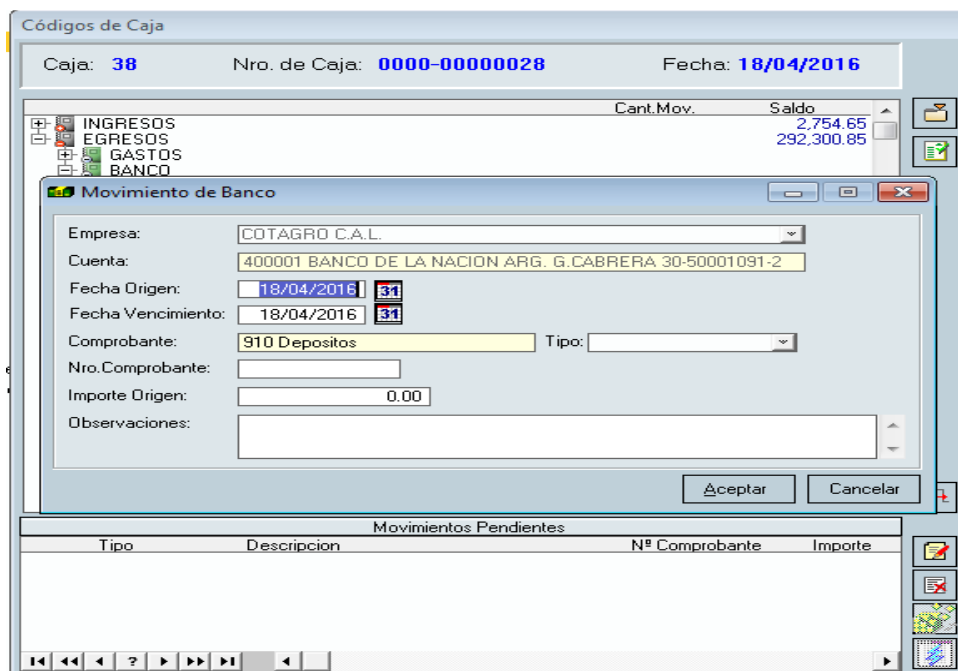 Códigos de Caja
Caja: 38 Nro. de Caja: 0000-00000028 Fecha: 18/04/2016
Cant.Mov. Saldo
INGRESOS 2,754.65
EGRESOS 292,300.85
GASTOS
BANCO
Movimiento de Banco
Empresa: COTAGRO C.A.L.
Cuenta: 400001 BANCO DE LA NACION ARG. G.CABRERA 30-50001091-2
Fecha Origen: 18/04/2016 31
Fecha Vencimiento: 18/04/2016 31
Comprobante: 910 Depositos Tipo:
Nro.Comprobante:
Importe Origen: 0.00
Observaciones:
Aceptar Cancelar
Movimientos Pendientes
Tipo Descripcion Nº Comprobante Importe
?